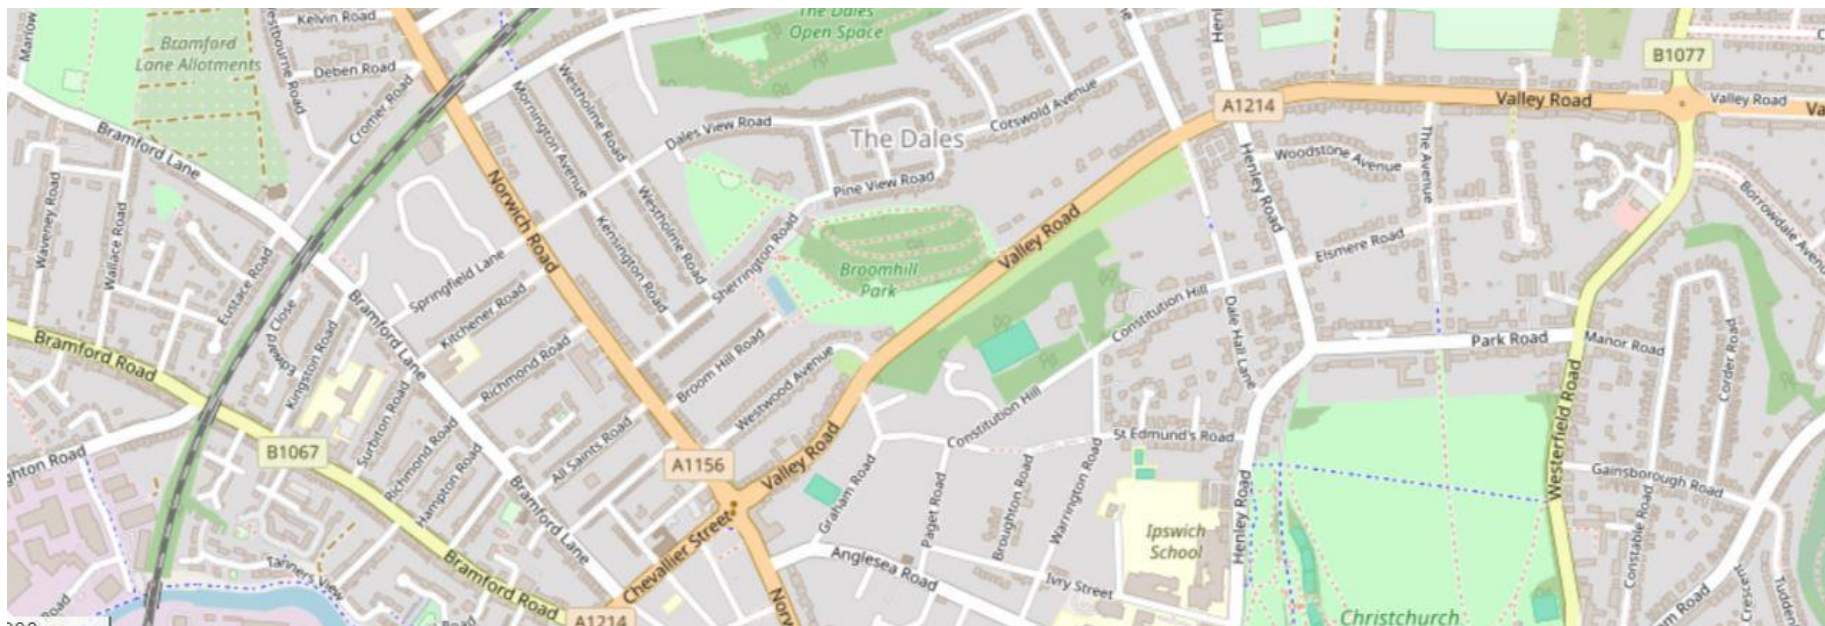 Kelvin Road
The Dales
Open Space
Bramford
Lane Allotments
Deben Road
Cromer Road
B1077
A1214
Valley Road
Valley Road
Mornington Avenue
Westholme Road
Cotswold Avenue
Dales View Road
The Dales
Bramford Lane
Norwich Road
Henley Road
Woodstone Avenue
The Avenue
Pine View Road
Borrowdale Avenue
Waveney Road
Wallace Road
Eustace Road
Springfield Lane
Kensington Road
Westholme Road
Sherrington Road
Broomhill
Park
Valley Road
Elsmere Road
Constitution Hill
Dale Hall Lane
Edward Close
Kingston Road
Bramford Lane
Kitchener Road
Richmond Road
Broom Hill Road
Westwood Avenue
Park Road
Manor Road
Corder Road
Bramford Road
Surbiton Road
Richmond Road
Hampton Road
All Saints Road
Constitution Hill
St Edmund's Road
Westerfield Road
B1067
A1156
Valley Road
Graham Road
Paget Road
Broughton Road
Warrington Road
Henley Road
Gainsborough Road
Constable Road
Bramford Lane
Chevallier Street
Anglesea Road
Ivry Street
Ipswich
School
Tanners View
Bramford Road
A1214
Christchurch
Crescent